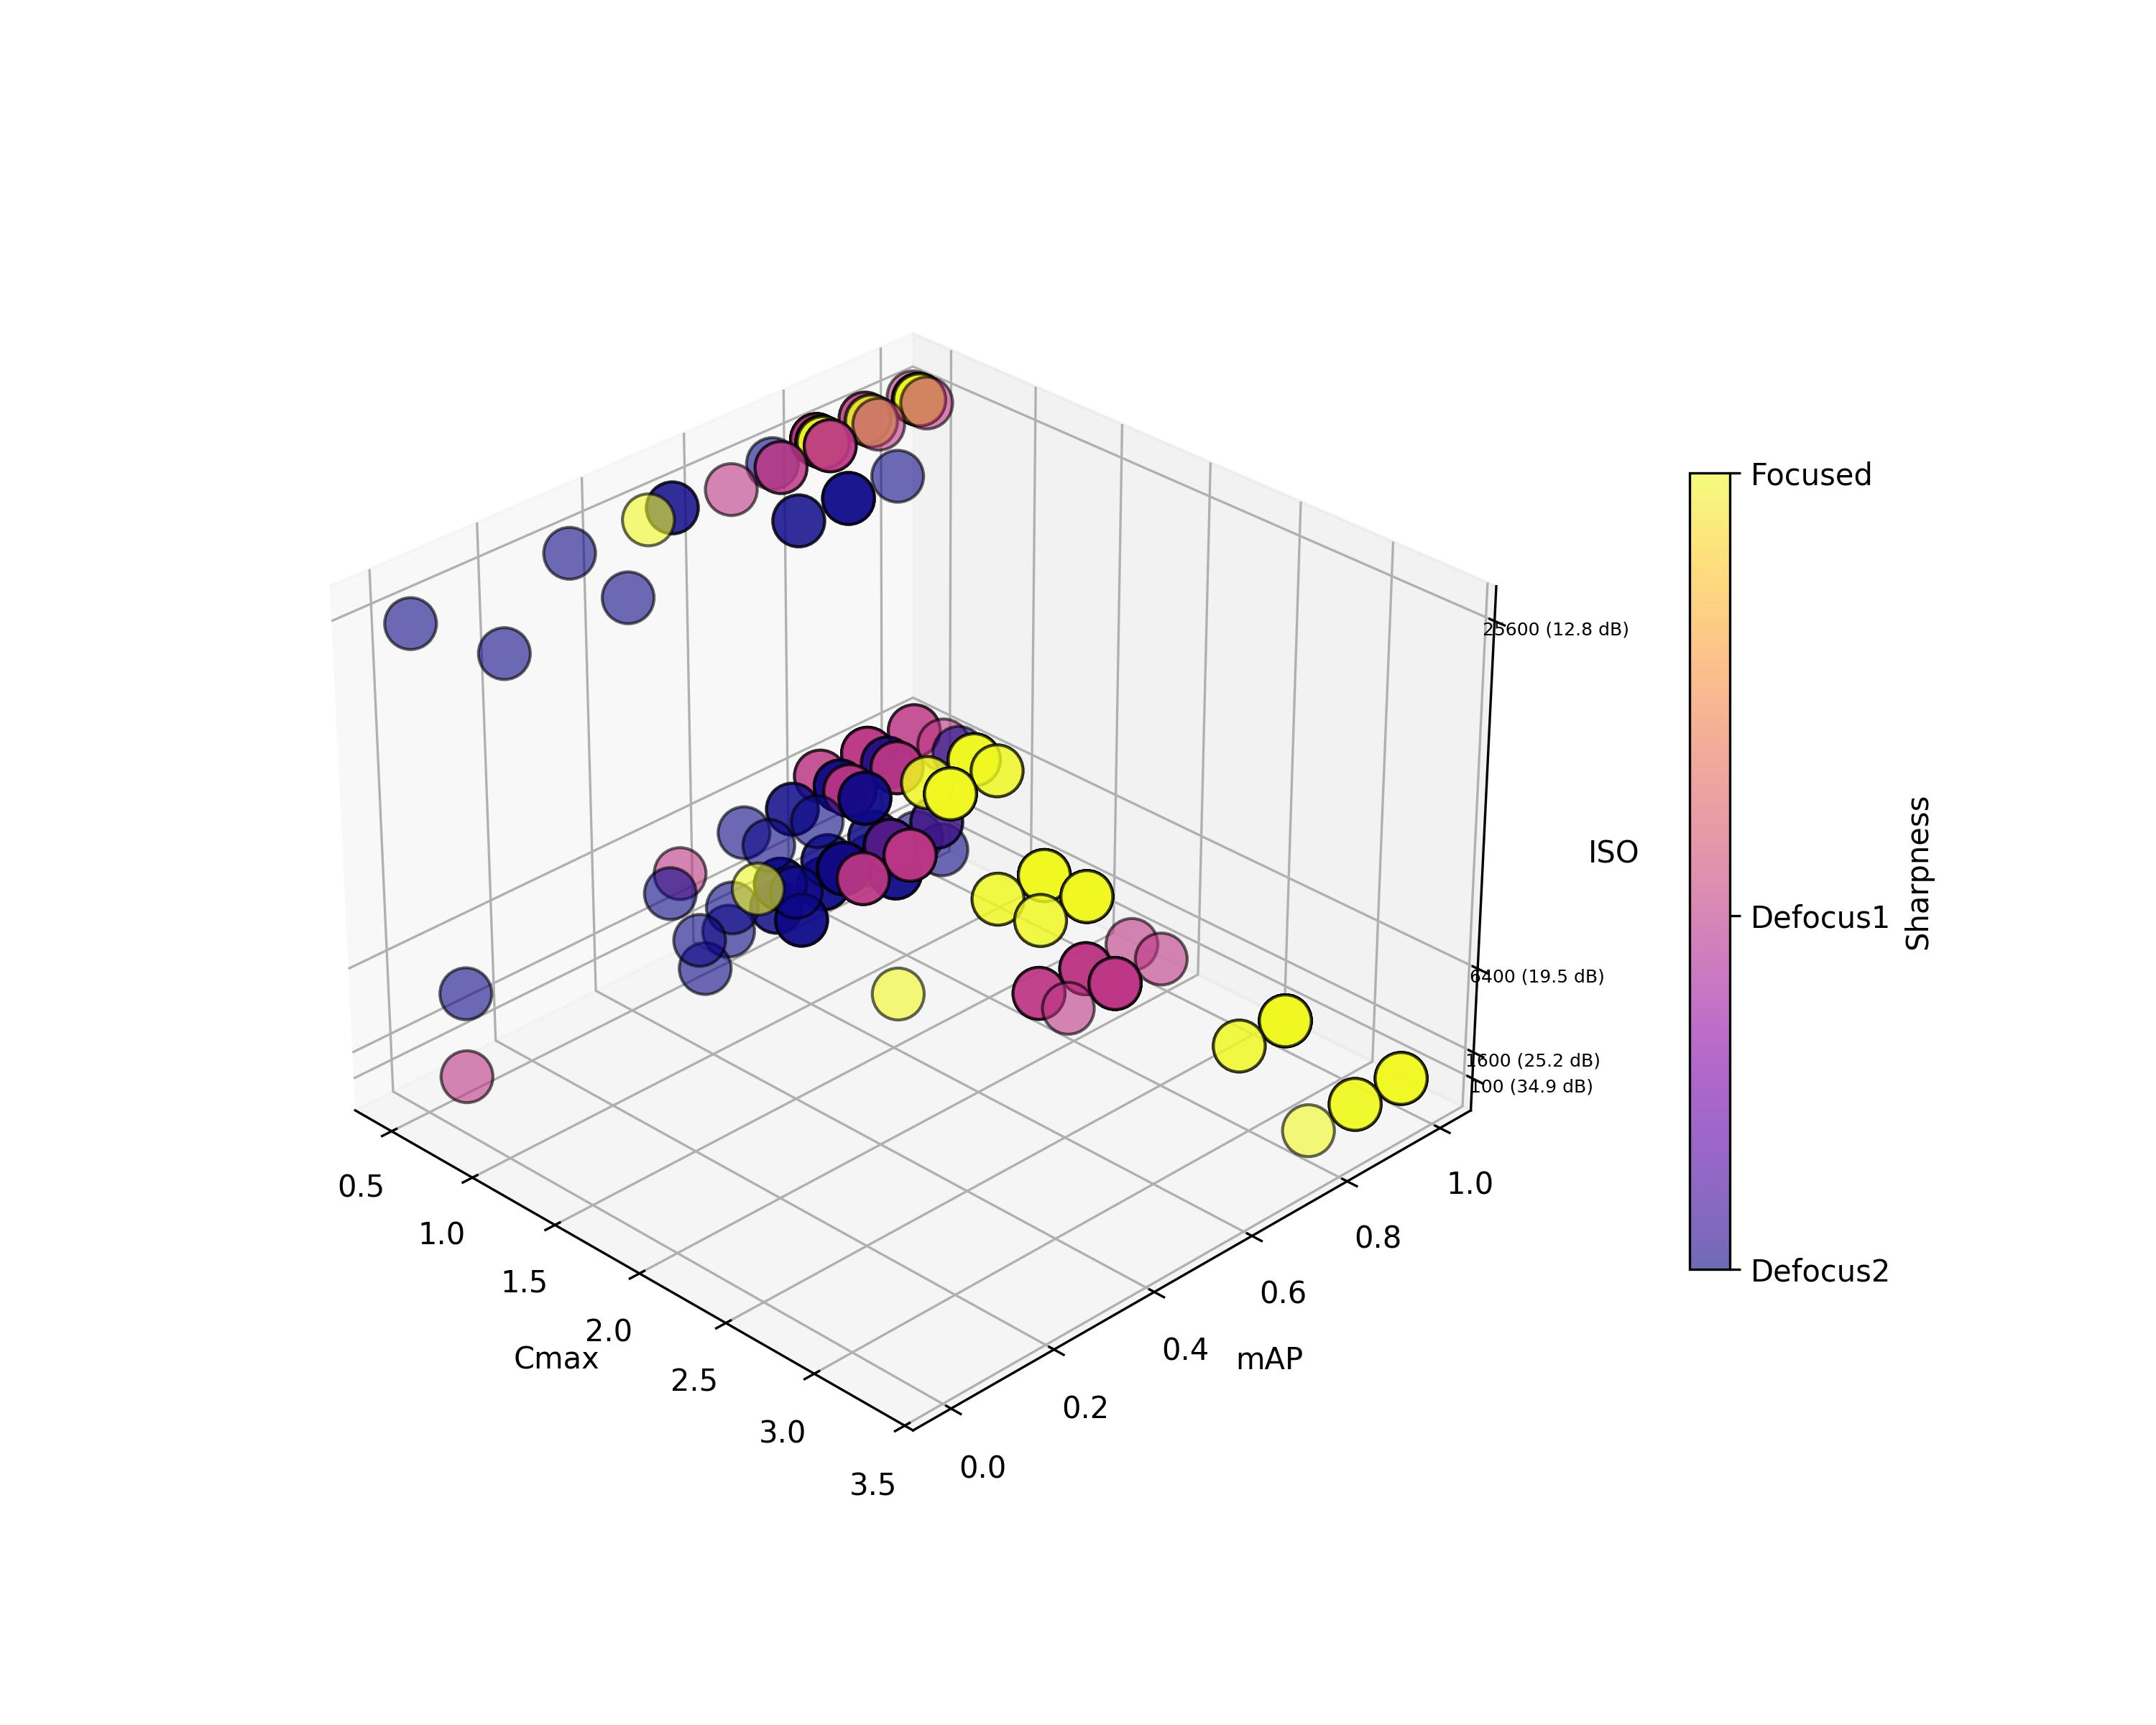 Focused
Defocus1
Defocus2
Sharpness
25600 (12.8 dB)
6400 (19.5 dB)
1600 (25.2 dB)
100 (34.9 dB)
ISO
0.5
1.0
1.5
2.0
2.5
3.0
3.5
Cmax
0.0
0.2
0.4
0.6
0.8
1.0
mAP